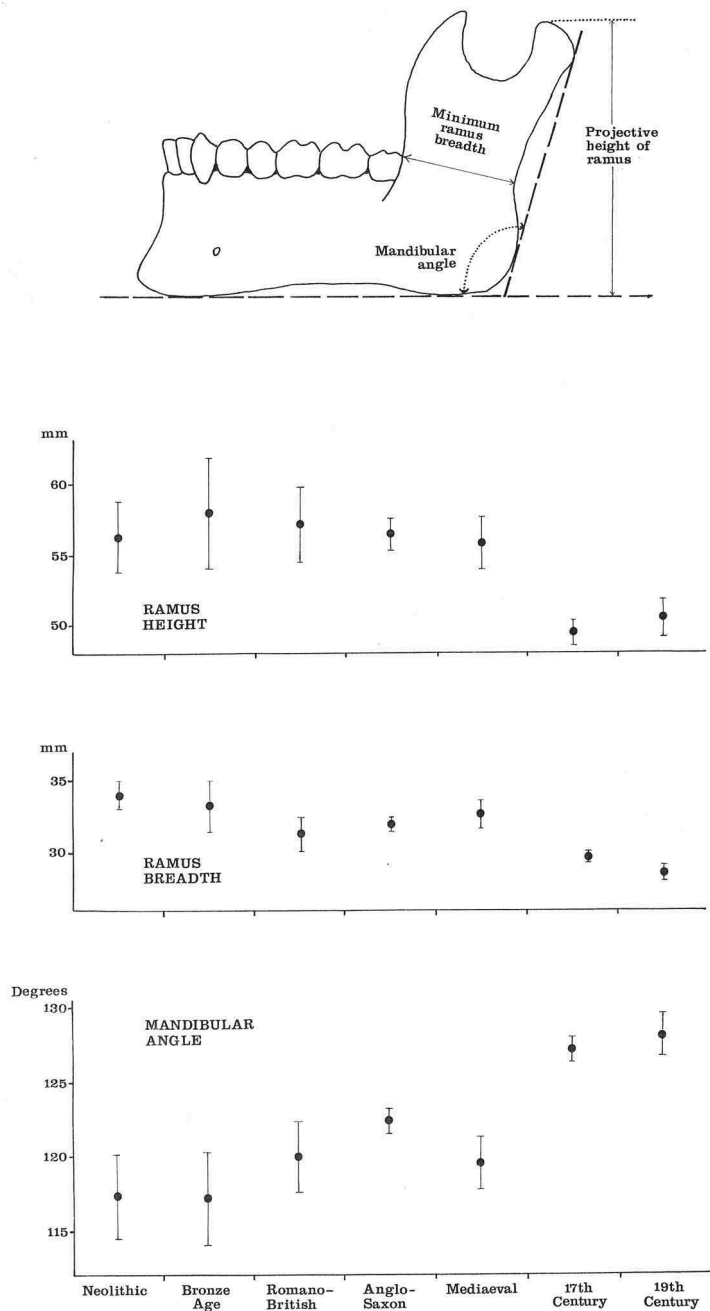 Minimum
ramus
breadth
Projective
height of
ramus
Mandibular
angle
mm
60
55
50
RAMUS
HEIGHT
mm
35
30
RAMUS
BREADTH
Degrees
130
125
120
115
MANDIBULAR
ANGLE
Neolithic
Bronze
Age
Romano-
British
Anglo-
Saxon
Mediaeval
17th
Century
19th
Century